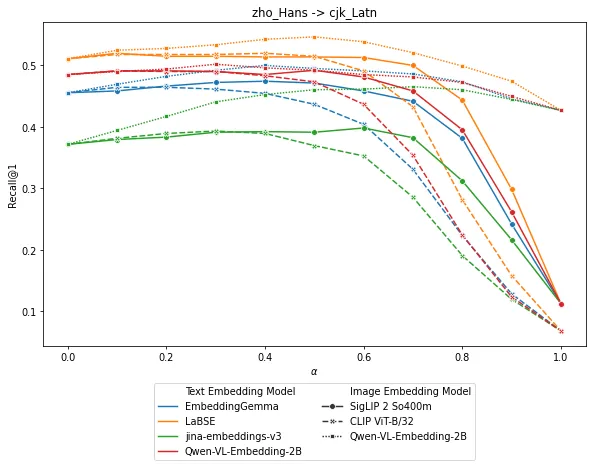 zho_Hans -> cjk_Latn
Recall@1
0.5
0.4
0.3
0.2
0.1
0.0 0.2 0.4 0.6 0.8 1.0
α
Text Embedding Model Image Embedding Model
EmbeddingGemma SigLIP 2 So400m
LaBSE CLIP ViT-B/32
jina-embeddings-v3 Qwen-VL-Embedding-2B
Qwen-VL-Embedding-2B